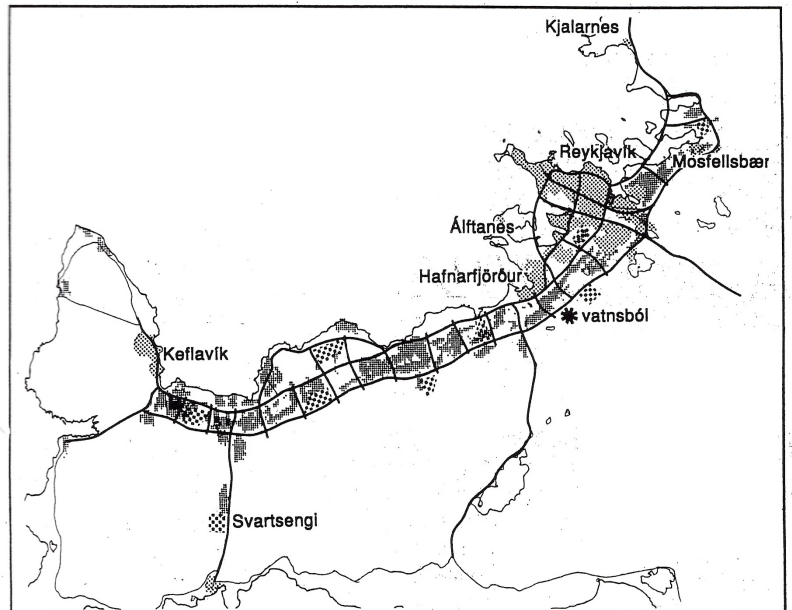 Kjalarnes
Reykjavík
Mosfellsbær
Álftanes
Hafnarfjörður
vatnsból
Keflavík
Svartsengi